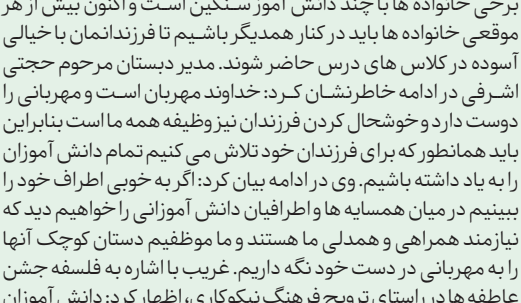 برخی خانواده ها با چند دانش آموز سنگین است و اکنون بیش از هر
موقعی خانواده ها باید در کنار همدیگر باشیم تا فرزندانمان با خیالی
آسوده در کلاس های درس حاضر شوند. مدیر دبستان مرحوم حجتی
اشرفی در ادامه خاطرنشان کرد: خداوند مهربان است و مهربانی را
دوست دارد و خوشحال کردن فرزندان نیز وظیفه همه ما است بنابراین
باید همانطور که برای فرزندان خود تلاش می کنیم تمام دانش آموزان
را به یاد داشته باشیم. وی در ادامه بیان کرد: اگر به خوبی اطراف خود را
ببینیم در میان همسایه ها و اطرافیان دانش آموزانی را خواهیم دید که
نیازمند همراهی و همدلی ما هستند و ما موظفیم دستان کوچک آنها
را به مهربانی در دست خود نگه داریم. غریب با اشاره به فلسفه جشن
عاطفه ها در راستای ترویج فرهنگ نیکوکاری، اظهار کرد: دانش آموزان